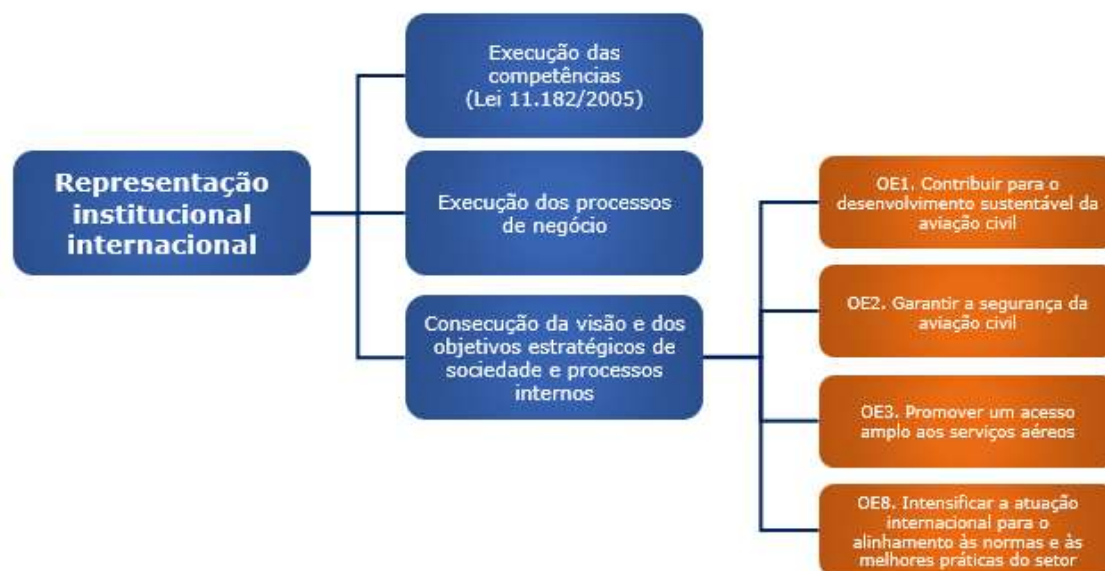 Representação
institucional
internacional
Execução das
competências
(Lei 11.182/2005)
Execução dos processos
de negócio
Consecução da visão e dos
objetivos estratégicos de
sociedade e processos
internos
OE1. Contribuir para o
desenvolvimento sustentável da
aviação civil
OE2. Garantir a segurança da
aviação civil
OE3. Promover um acesso
amplo aos serviços aéreos
OE8. Intensificar a atuação
internacional para o
alinhamento às normas e às
melhores práticas do setor